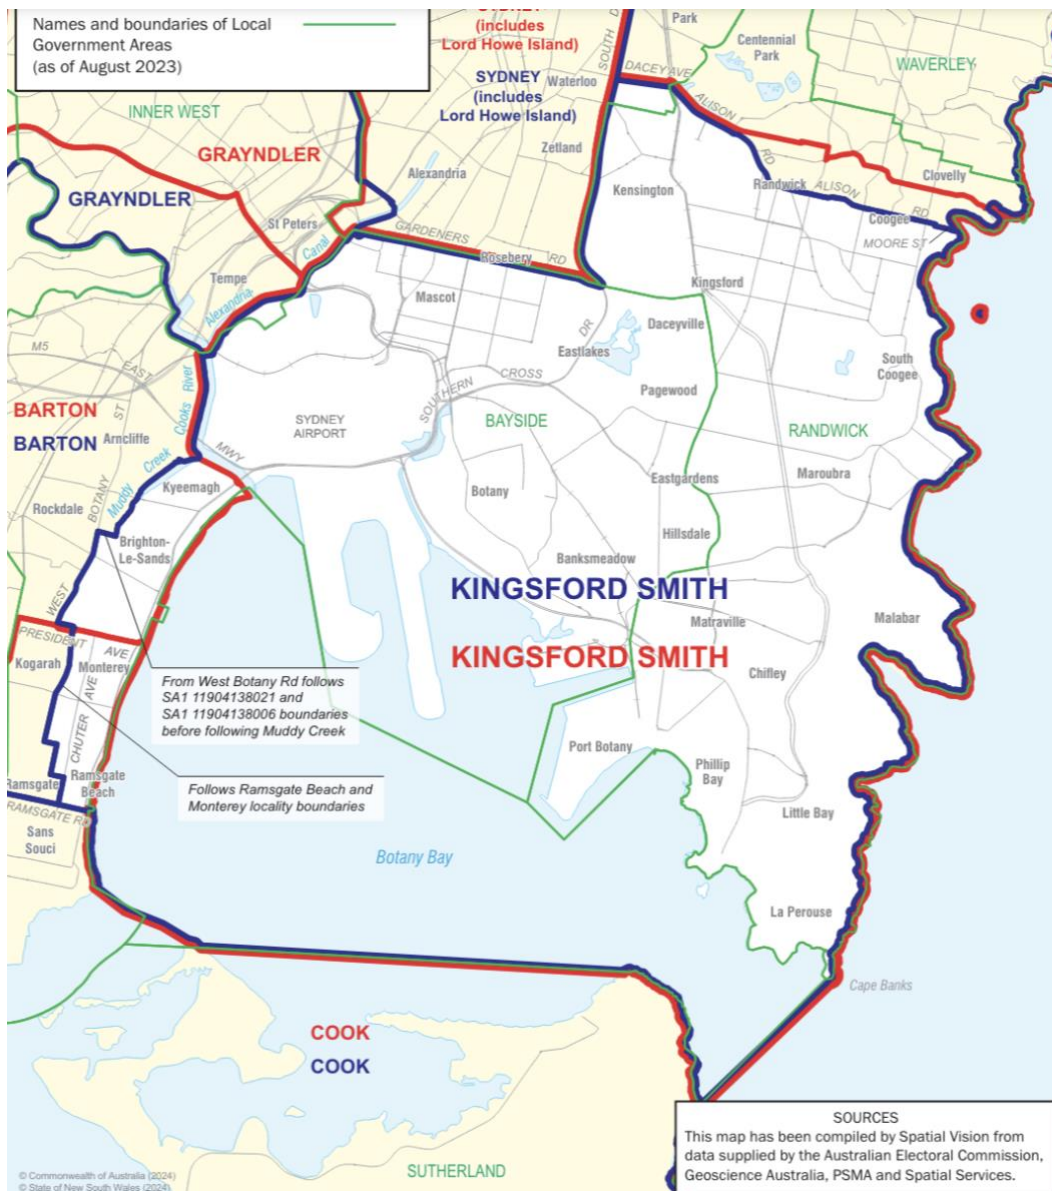 Names and boundaries of Local
Government Areas
(as of August 2023)
(includes
Lord Howe Island)
SYDNEY
(includes
Lord Howe Island)
SOUTH D
Park
Centennial
Park
WAVERLEY
Waterloo
DACEY AVE
ALISON
RD
INNER WEST
GRAYNDLER
GRAYNDLER
Alexandria
Zetland
Kensington
Randwick
ALISON
RD
Clovelly
Coogee
MOORE ST
St Peters
Canal
Alexandria
GARDENERS
RD
Rosebery
Tempe
Mascot
Kingsford
Daceyville
DR
Eastlakes
M5
EAST
ST
CROSS
SOUTHERN
Pagewood
South
Coogee
BARTON
BARTON
Arncliffe
Cooks River
SYDNEY
AIRPORT
BAYSIDE
RANDWICK
MWY
Muddy Creek
Kyeemagh
Rockdale
BOTANY
Botany
Eastgardens
Maroubra
Brighton-
Le-Sands
Hillsdale
Banksmeadow
WEST
KINGSFORD SMITH
KINGSFORD SMITH
Matraville
Malabar
PRESIDENT AVE
Kogarah
Monterey
Chifley
From West Botany Rd follows
SA1 11904138021 and
SA1 11904138006 boundaries
before following Muddy Creek
CHUTER AVE
Port Botany
Phillip
Bay
Ramsgate
Ramsgate
Beach
Follows Ramsgate Beach and
Monterey locality boundaries
RAMSGATE RD
Little Bay
Sans
Souci
Botany Bay
La Perouse
Cape Banks
COOK
COOK
SUTHERLAND
SOURCES
This map has been compiled by Spatial Vision from
data supplied by the Australian Electoral Commission,
Geoscience Australia, PSMA and Spatial Services.
© Commonwealth of Australia (2024)
© State of New South Wales (2024)